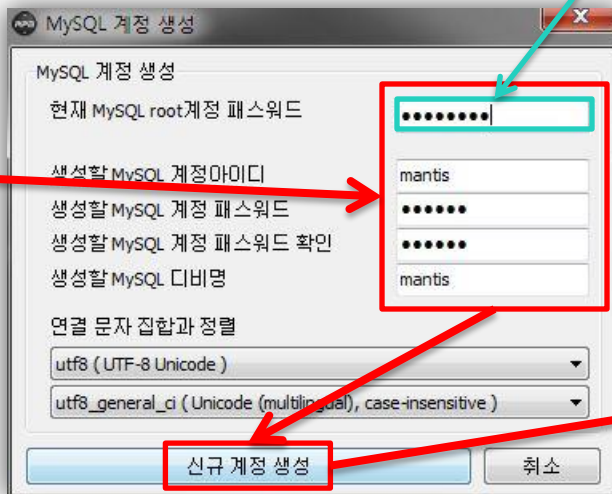 MySQL 계정 생성
MySQL 계정 생성
현재 MySQL root계정 패스워드 ●●●●●●●●
생성할 MySQL 계정아이디 mantis
생성할 MySQL 계정 패스워드 ●●●●●●
생성할 MySQL 계정 패스워드 확인 ●●●●●●
생성할 MySQL 디비명 mantis
연결 문자 집합과 정렬
utf8 ( UTF-8 Unicode )
utf8_general_ci ( Unicode (multilingual), case-insensitive )
신규 계정 생성 취소